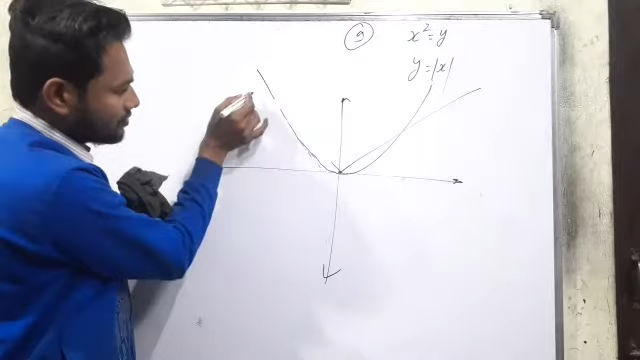 ⑨ x² = y
y = |x|